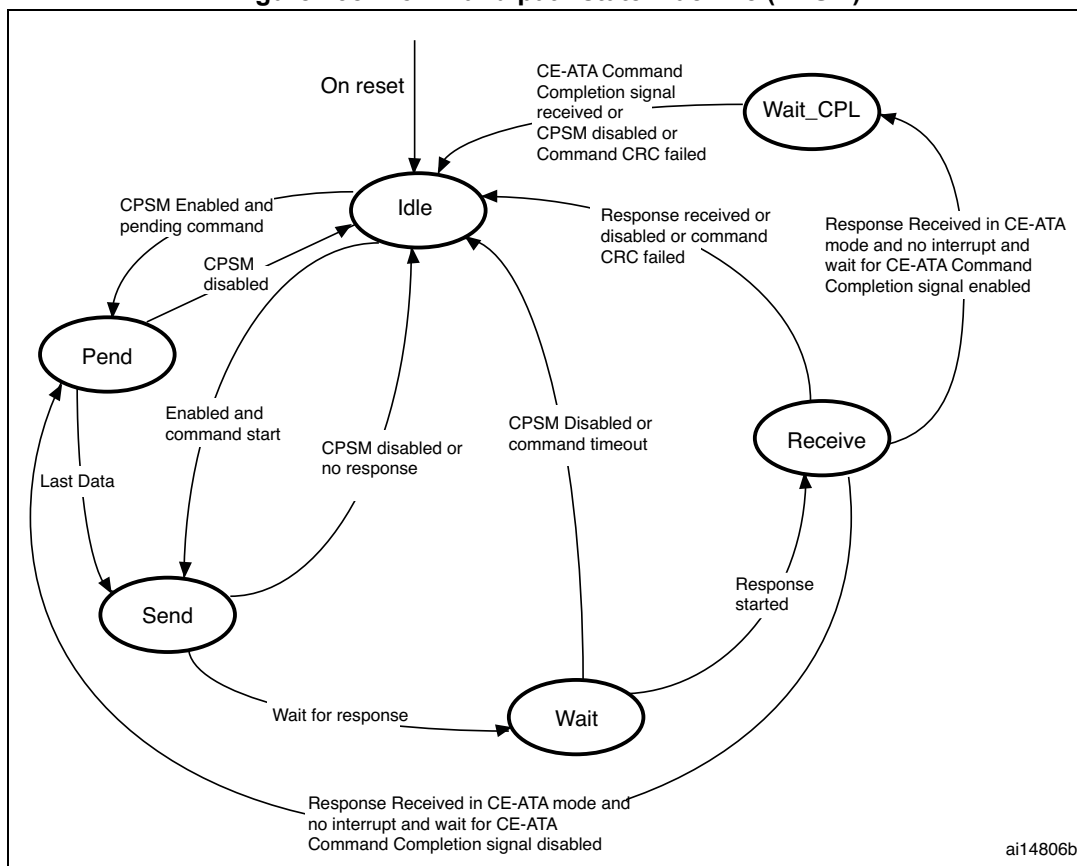 On reset
CE-ATA Command
Completion signal
received or
CPSM disabled or
Command CRC failed
Wait_CPL
CPSM Enabled and
pending command
Idle
Response received or
disabled or command
CRC failed
Response Received in CE-ATA
mode and no interrupt and
wait for CE-ATA Command
Completion signal enabled
CPSM
disabled
Pend
Enabled and
command start
CPSM disabled or
no response
CPSM Disabled or
command timeout
Receive
Last Data
Send
Response
started
Wait for response
Wait
Response Received in CE-ATA mode and
no interrupt and wait for CE-ATA
Command Completion signal disabled
ai14806b